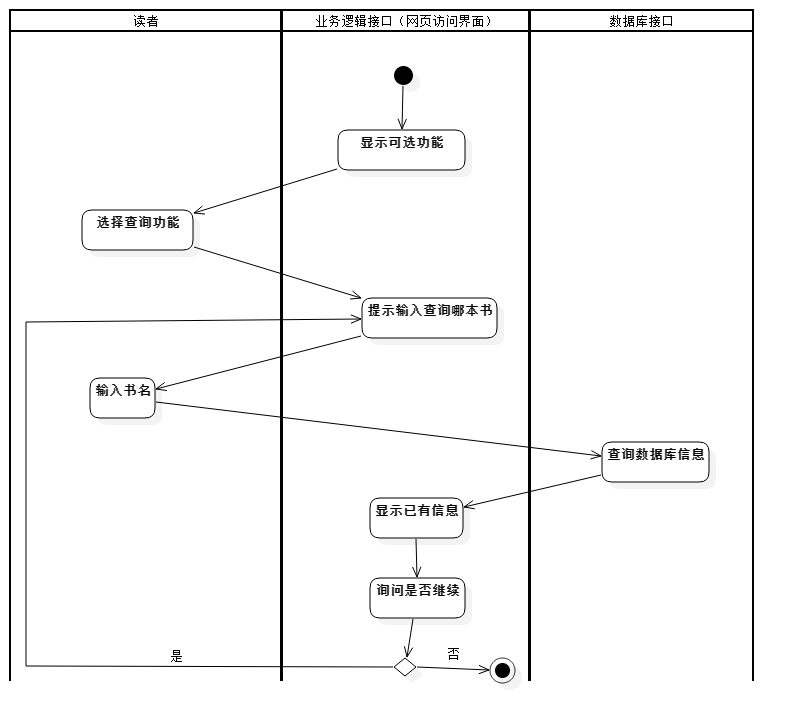 读者
业务逻辑接口（网页访问界面）
数据库接口
显示可选功能
选择查询功能
提示输入查询哪本书
输入书名
查询数据库信息
显示已有信息
询问是否继续
是
否